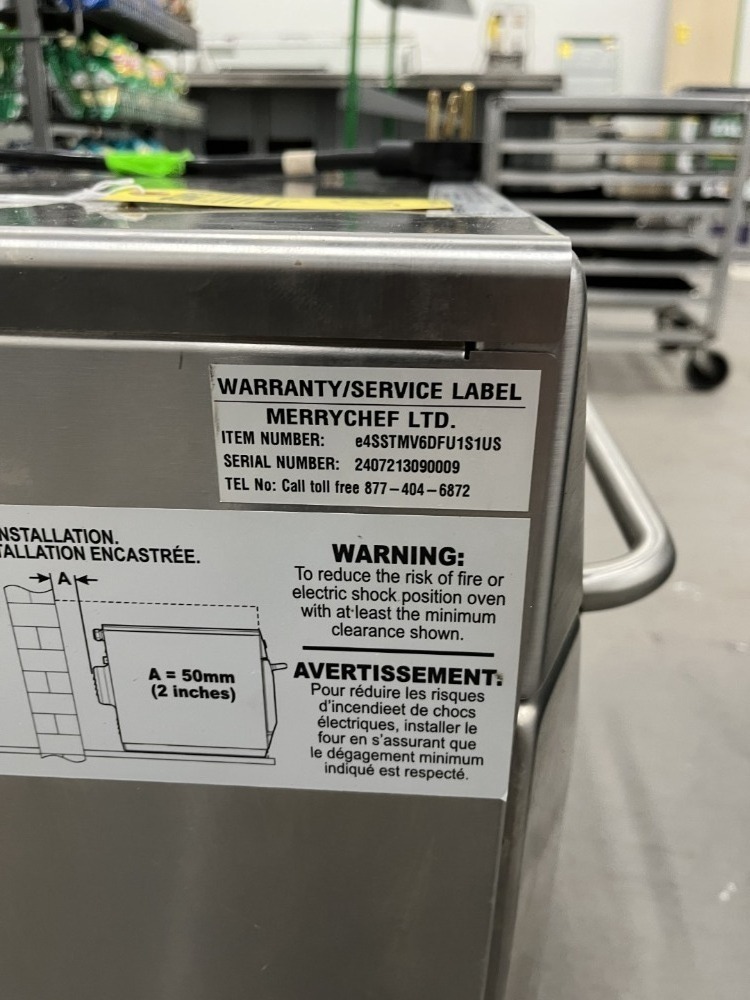 WARRANTY/SERVICE LABEL
MERRYCHEF LTD.
ITEM NUMBER: e4SSTMV6DFU1S1US
SERIAL NUMBER: 2407213090009
TEL No: Call toll free 877-404-6872
NSTALLATION.
TALLATION ENCASTRÉE.
A
A = 50mm
(2 inches)
WARNING:
To reduce the risk of fire or
electric shock position oven
with at least the minimum
clearance shown.
AVERTISSEMENT:
Pour réduire les risques
d'incendieet de chocs
électriques, installer le
four en s'assurant que
le dégagement minimum
indiqué est respecté.